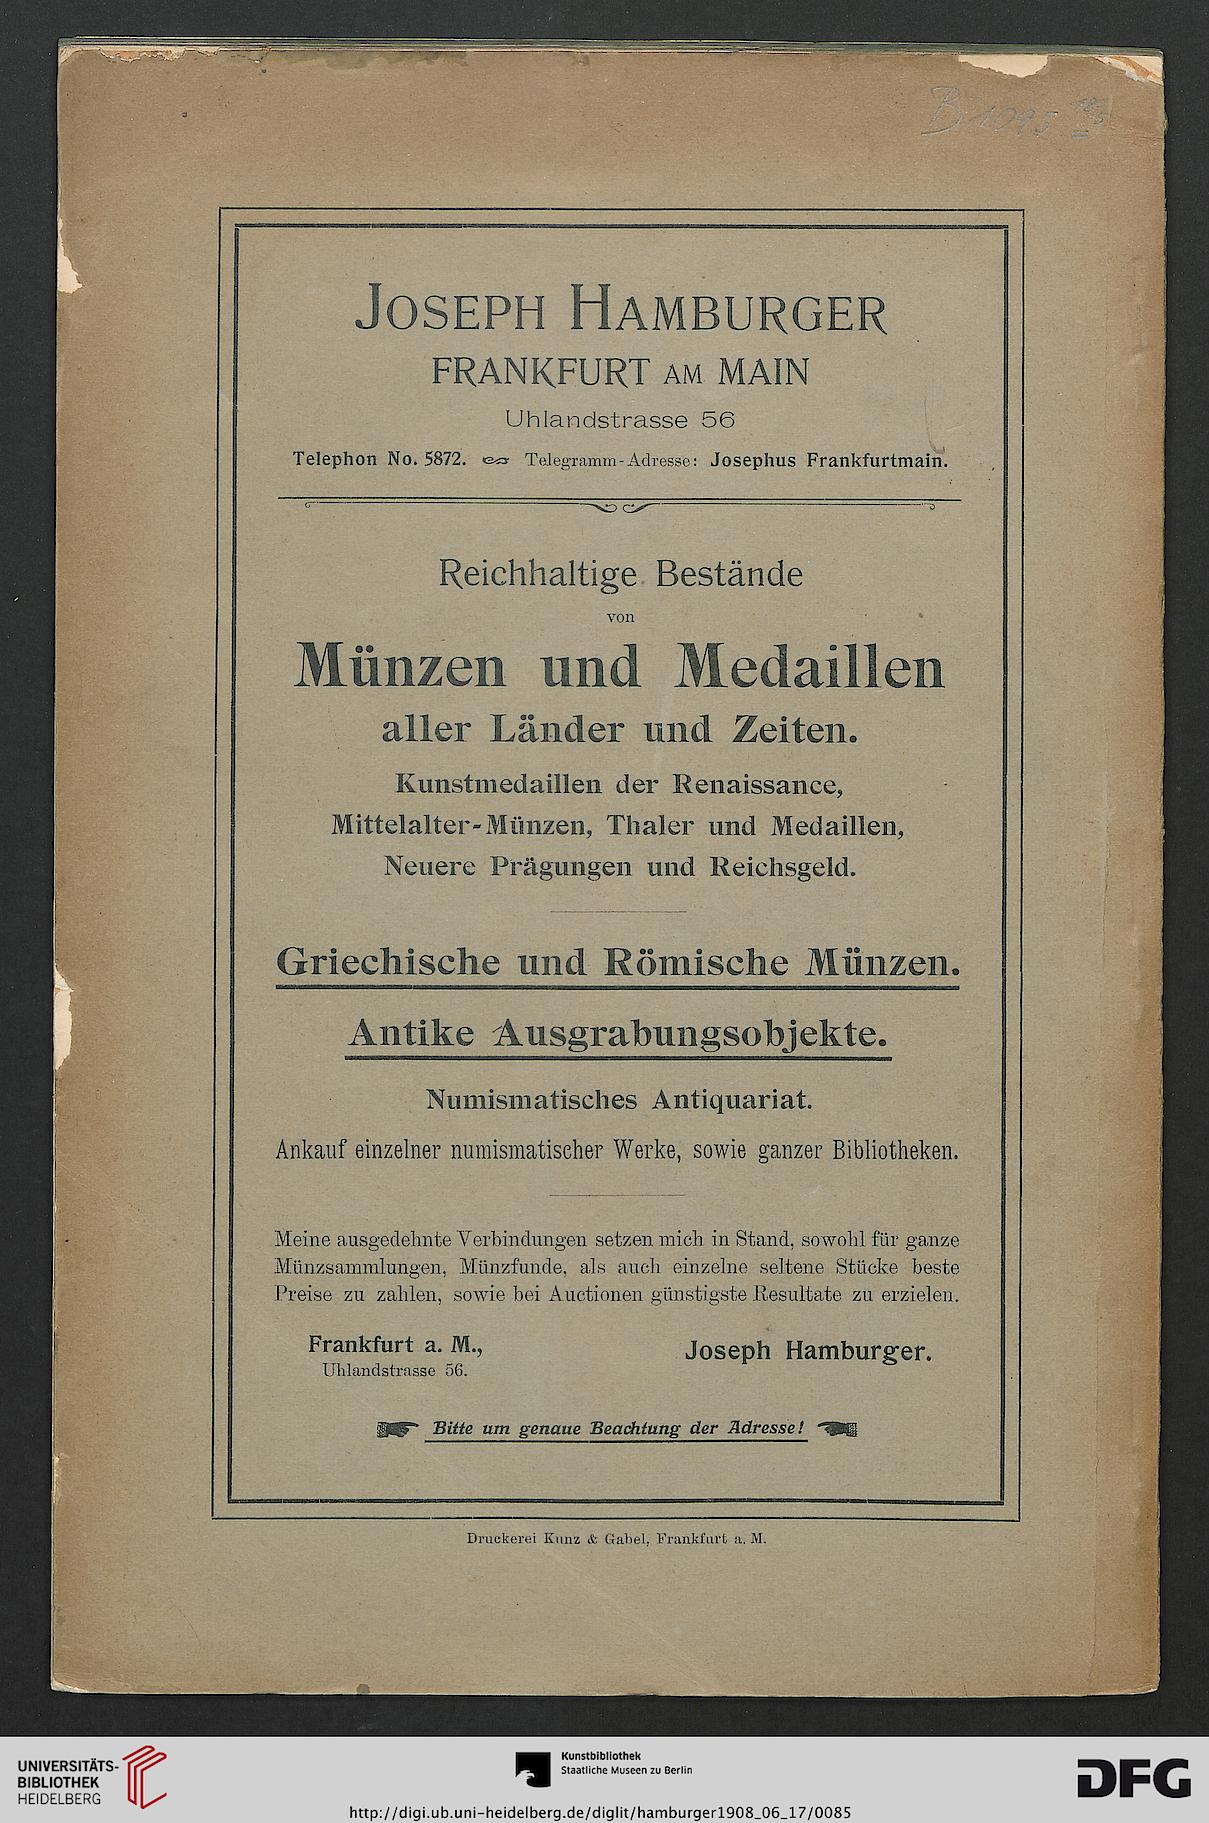 B 1095
JOSEPH HAMBURGER
FRANKFURT AM MAIN
Uhlandstrasse 56
Telephon No. 5872. Telegramm-Adresse: Josephus Frankfurtmain.
Reichhaltige Bestände
von
Münzen und Medaillen
aller Länder und Zeiten.
Kunstmedaillen der Renaissance,
Mittelalter-Münzen, Thaler und Medaillen,
Neuere Prägungen und Reichsgeld.
Griechische und Römische Münzen.
Antike Ausgrabungsobjekte.
Numismatisches Antiquariat.
Ankauf einzelner numismatischer Werke, sowie ganzer Bibliotheken.
Meine ausgedehnte Verbindungen setzen mich in Stand, sowohl für ganze
Münzsammlungen, Münzfunde, als auch einzelne seltene Stücke beste
Preise zu zahlen, sowie bei Auctionen günstigste Resultate zu erzielen.
Frankfurt a. M., Joseph Hamburger.
Uhlandstrasse 56.
Bitte um genaue Beachtung der Adresse!
Druckerei Kunz & Gabel, Frankfurt a. M.
UNIVERSITÄTS-
BIBLIOTHEK
HEIDELBERG
Kunstbibliothek
Staatliche Museen zu Berlin
DFG
http://digi.ub.uni-heidelberg.de/diglit/hamburger1908_06_17/0085